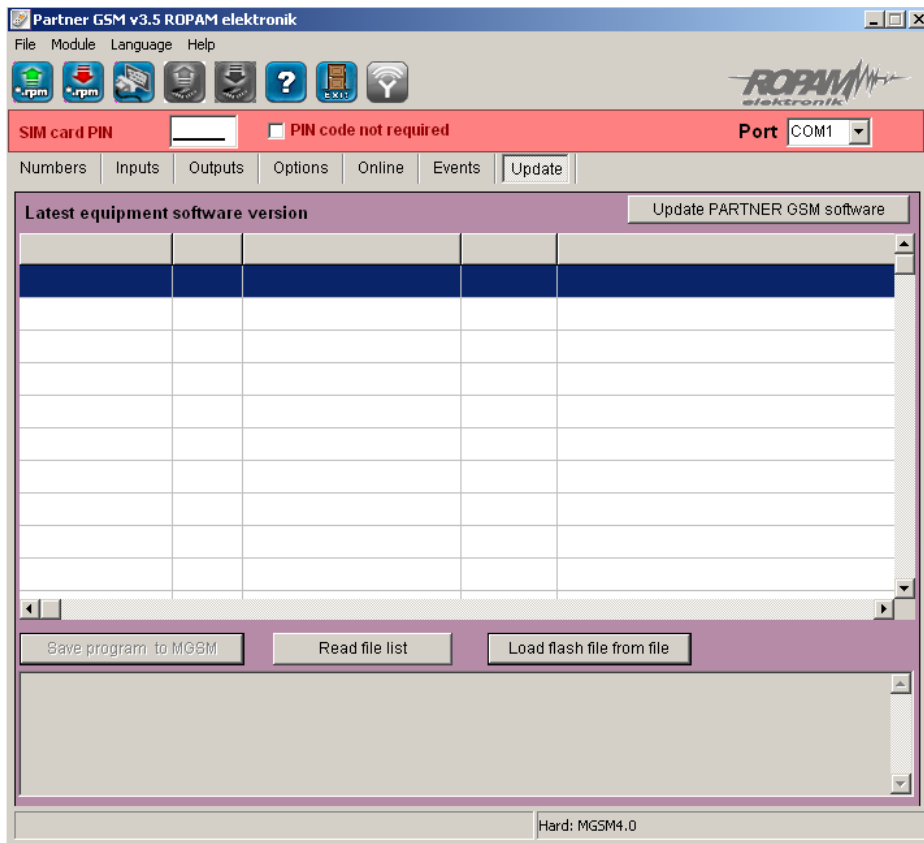 Partner GSM v3.5 ROPAM elektronik
File Module Language Help
*.rpm *.rpm ? EXIT
ROPAM
elektronik
SIM card PIN PIN code not required Port COM1
Numbers Inputs Outputs Options Online Events Update
Latest equipment software version Update PARTNER GSM software
Save program to MGSM Read file list Load flash file from file
Hard: MGSM4.0